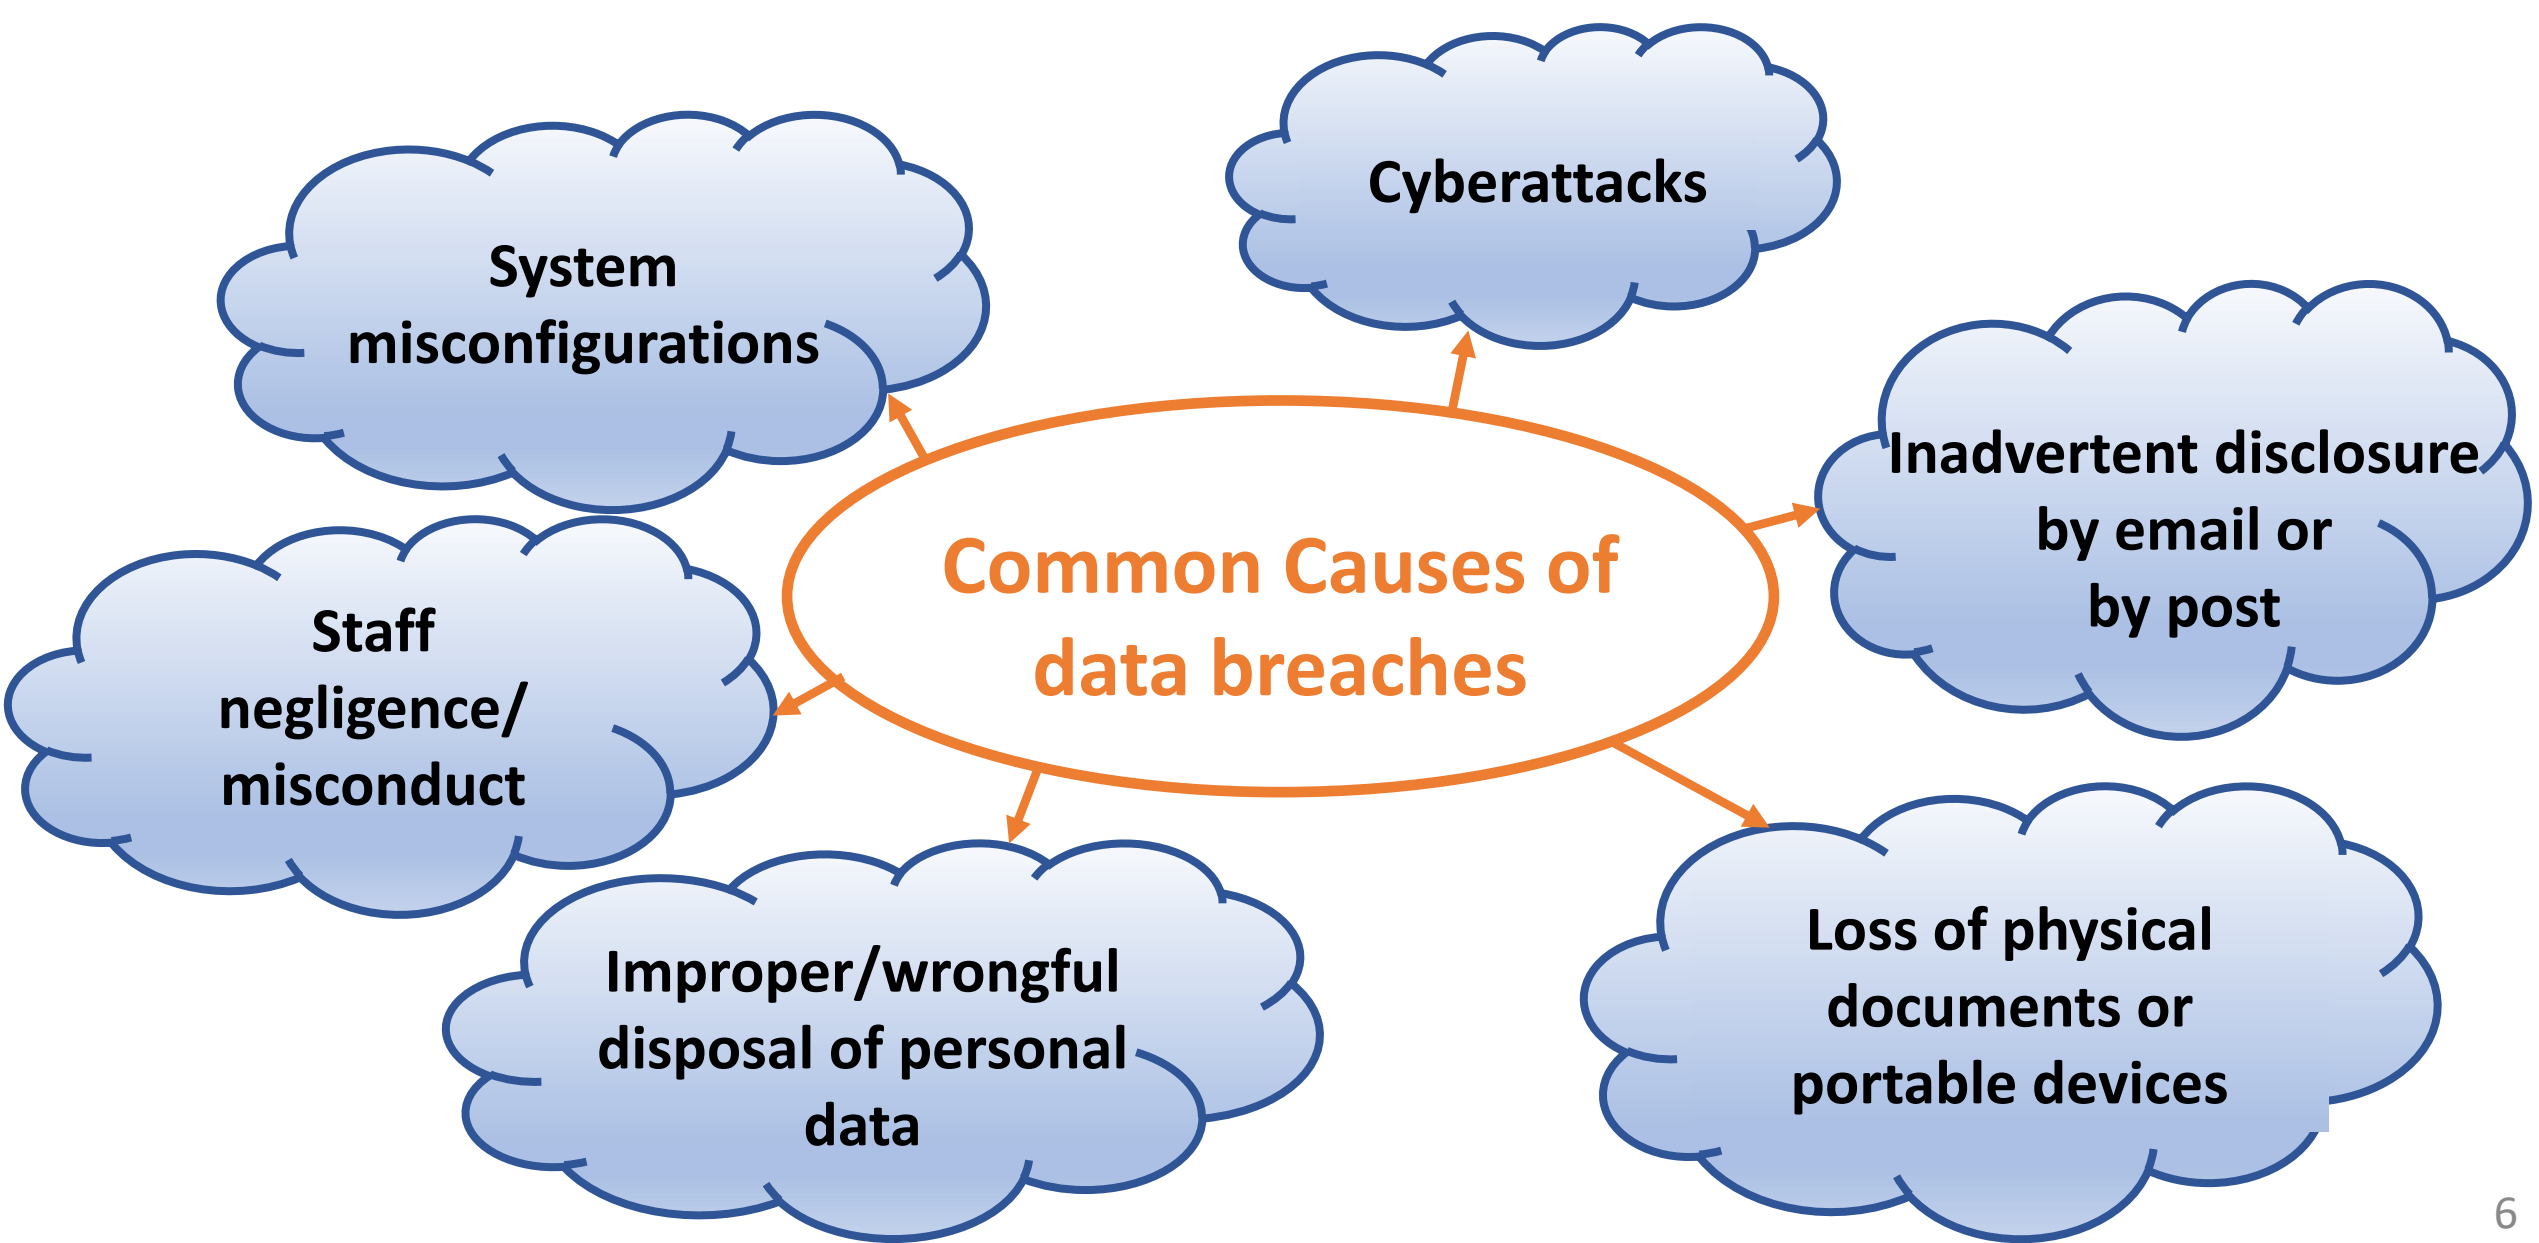 Cyberattacks
System
misconfigurations
Inadvertent disclosure
by email or
by post
Common Causes of
data breaches
Staff
negligence/
misconduct
Loss of physical
documents or
portable devices
Improper/wrongful
disposal of personal
data
6